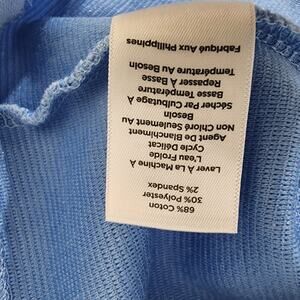 68% Coton
30% Polyester
2% Spandex
Laver À La Machine À
L'eau Froide
Cycle Délicat
Agent De Blanchiment
Non Chloré Seulement Au
Besoin
Sécher Par Culbutage À
Basse Température
Repasser À Basse
Température Au Besoin
Fabriqué Aux Philippines